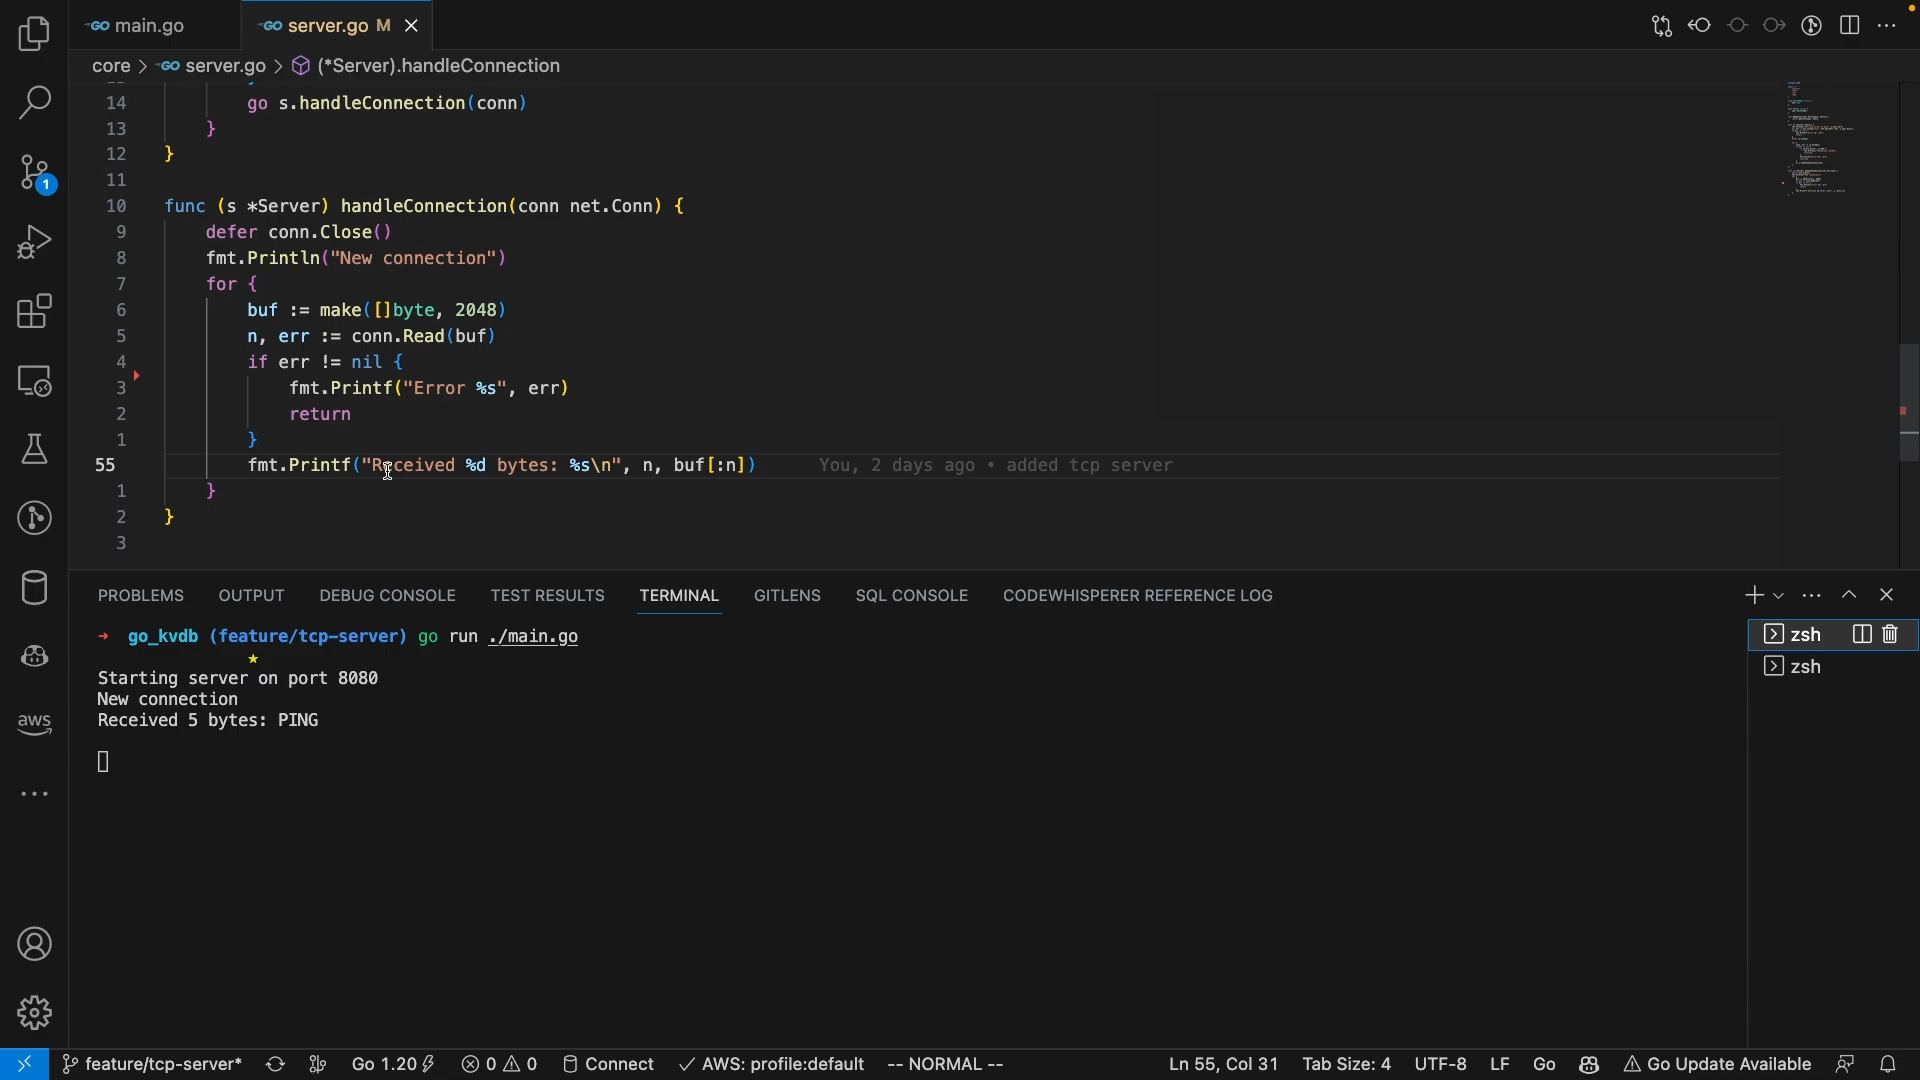 GO main.go
GO server.go M
core > GO server.go > (*Server).handleConnection
14 go s.handleConnection(conn)
13 }
12 }
11
10 func (s *Server) handleConnection(conn net.Conn) {
9 defer conn.Close()
8 fmt.Println("New connection")
7 for {
6 buf := make([]byte, 2048)
5 n, err := conn.Read(buf)
4 if err != nil {
3 fmt.Printf("Error %s", err)
2 return
1 }
55 fmt.Printf("Received %d bytes: %s\n", n, buf[:n]) You, 2 days ago • added tcp server
1 }
2 }
3
1
PROBLEMS OUTPUT DEBUG CONSOLE TEST RESULTS TERMINAL GITLENS SQL CONSOLE CODEWHISPERER REFERENCE LOG
→ go_kvdb (feature/tcp-server) go run ./main.go
Starting server on port 8080
New connection
Received 5 bytes: PING
zsh
zsh
aws
feature/tcp-server* Go 1.20 0 0 Connect AWS: profile:default -- NORMAL -- Ln 55, Col 31 Tab Size: 4 UTF-8 LF Go Go Update Available